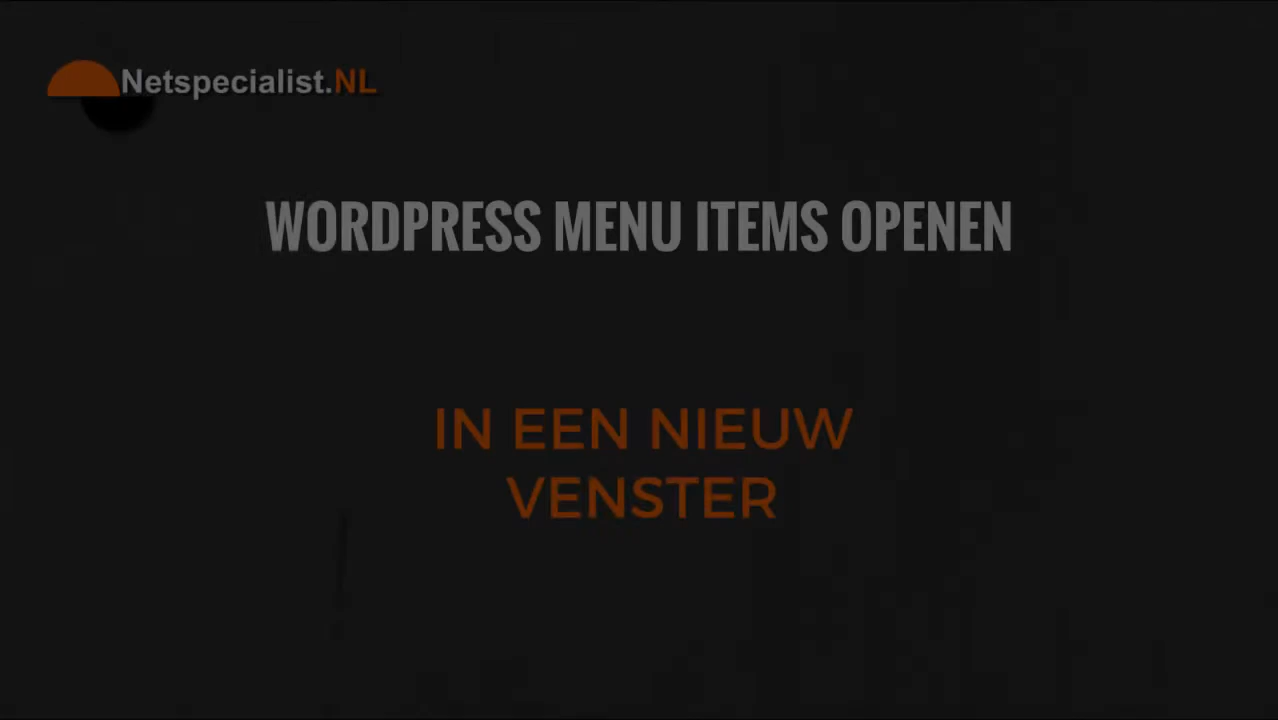 Netspecialist.NL
WORDPRESS MENU ITEMS OPENEN
IN EEN NIEUW
VENSTER